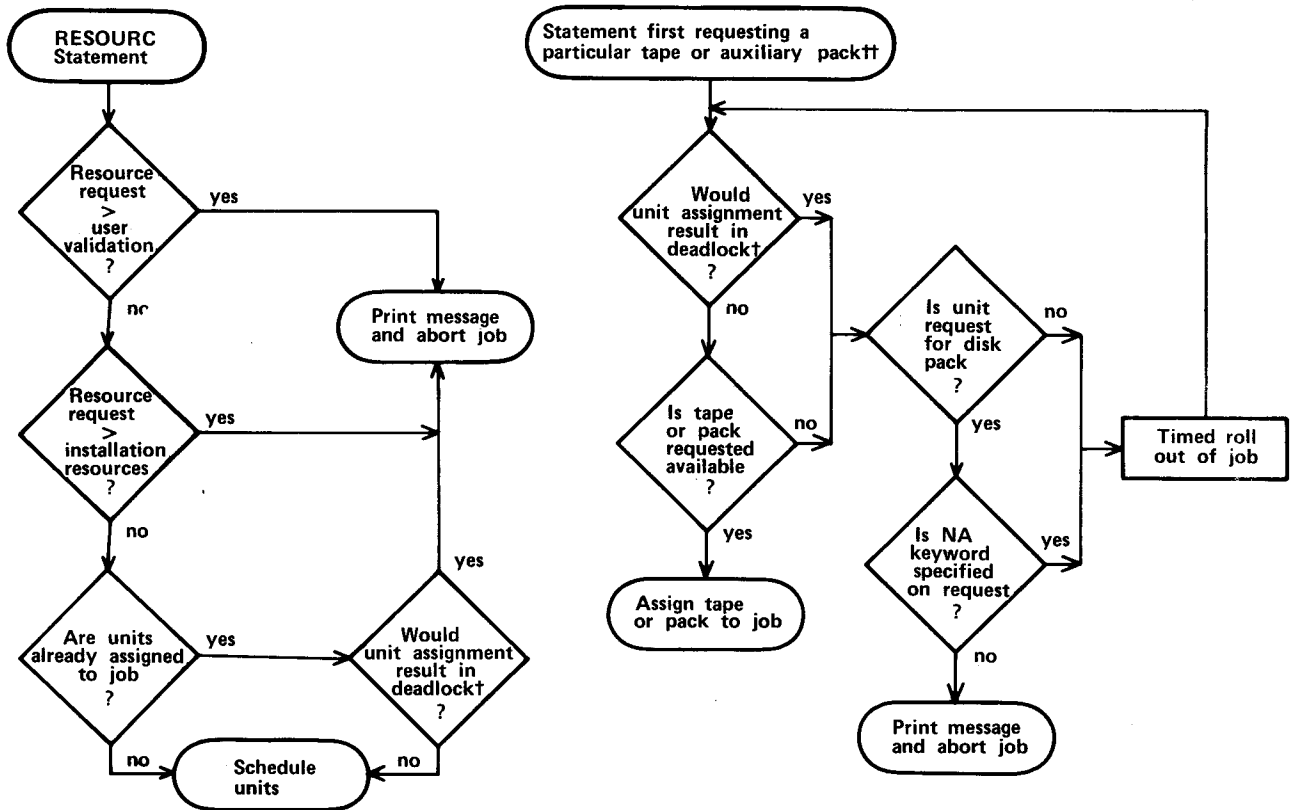 RESOURC
Statement
Resource
request
>
user
validation
?
yes
no
Print message
and abort job
Resource
request
>
installation
resources
?
yes
no
Are units
already assigned
to job
?
yes
no
Would
unit assignment
result in
deadlock†
?
yes
no
Schedule
units
Statement first requesting a
particular tape or auxiliary pack††
Would
unit assignment
result in
deadlock†
?
yes
no
Is tape
or pack
requested
available
?
no
yes
Assign tape
or pack to job
Is unit
request
for disk
pack
?
no
yes
Is NA
keyword
specified
on request
?
yes
no
Timed roll
out of job
Print message
and abort job